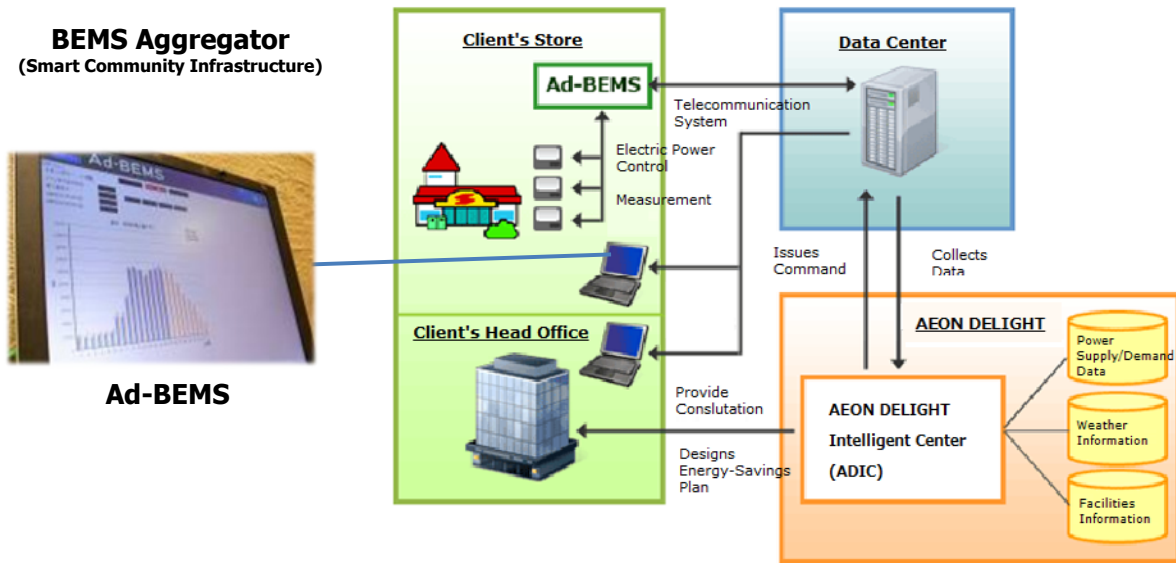 BEMS Aggregator
(Smart Community Infrastructure)
Ad-BEMS
Ad-BEMS
Client's Store
Ad-BEMS
Telecommunication
System
Electric Power
Control
Measurement
Data Center
Issues
Command
Collects
Data
Client's Head Office
Provide
Conslutation
Designs
Energy-Savings
Plan
AEON DELIGHT
AEON DELIGHT
Intelligent Center
(ADIC)
Power
Supply/Demand
Data
Weather
Information
Facilities
Information